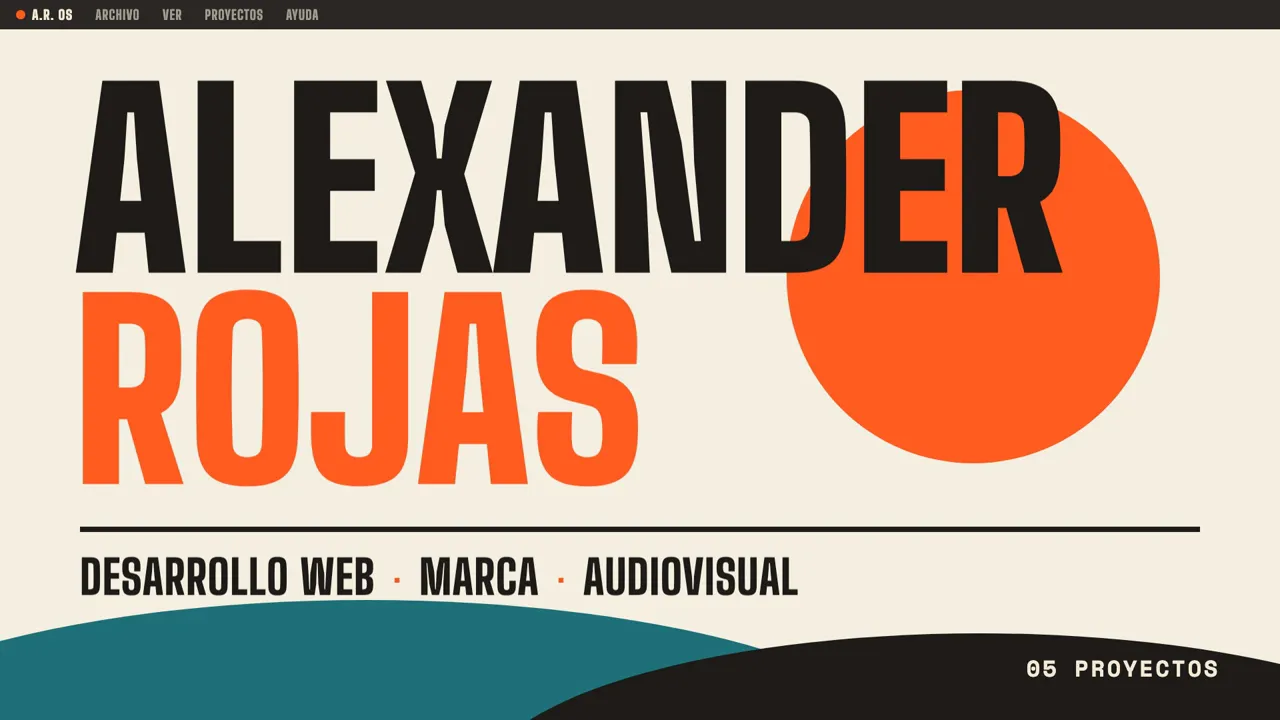 A.R. OS ARCHIVO VER PROYECTOS AYUDA
ALEXANDER
ROJAS
DESARROLLO WEB · MARCA · AUDIOVISUAL
05 PROYECTOS